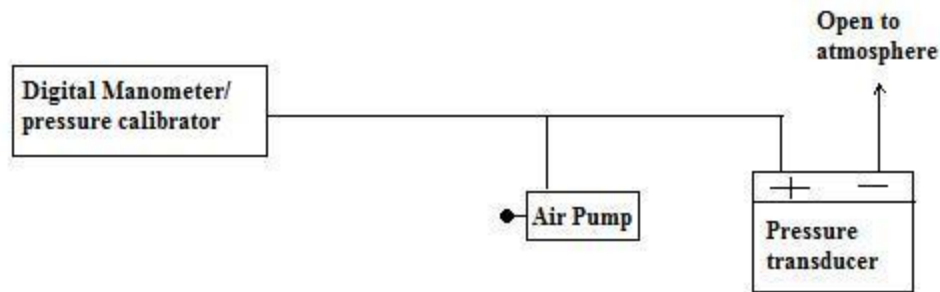 Open to
atmosphere
Digital Manometer/
pressure calibrator
Air Pump
+ —
Pressure
transducer